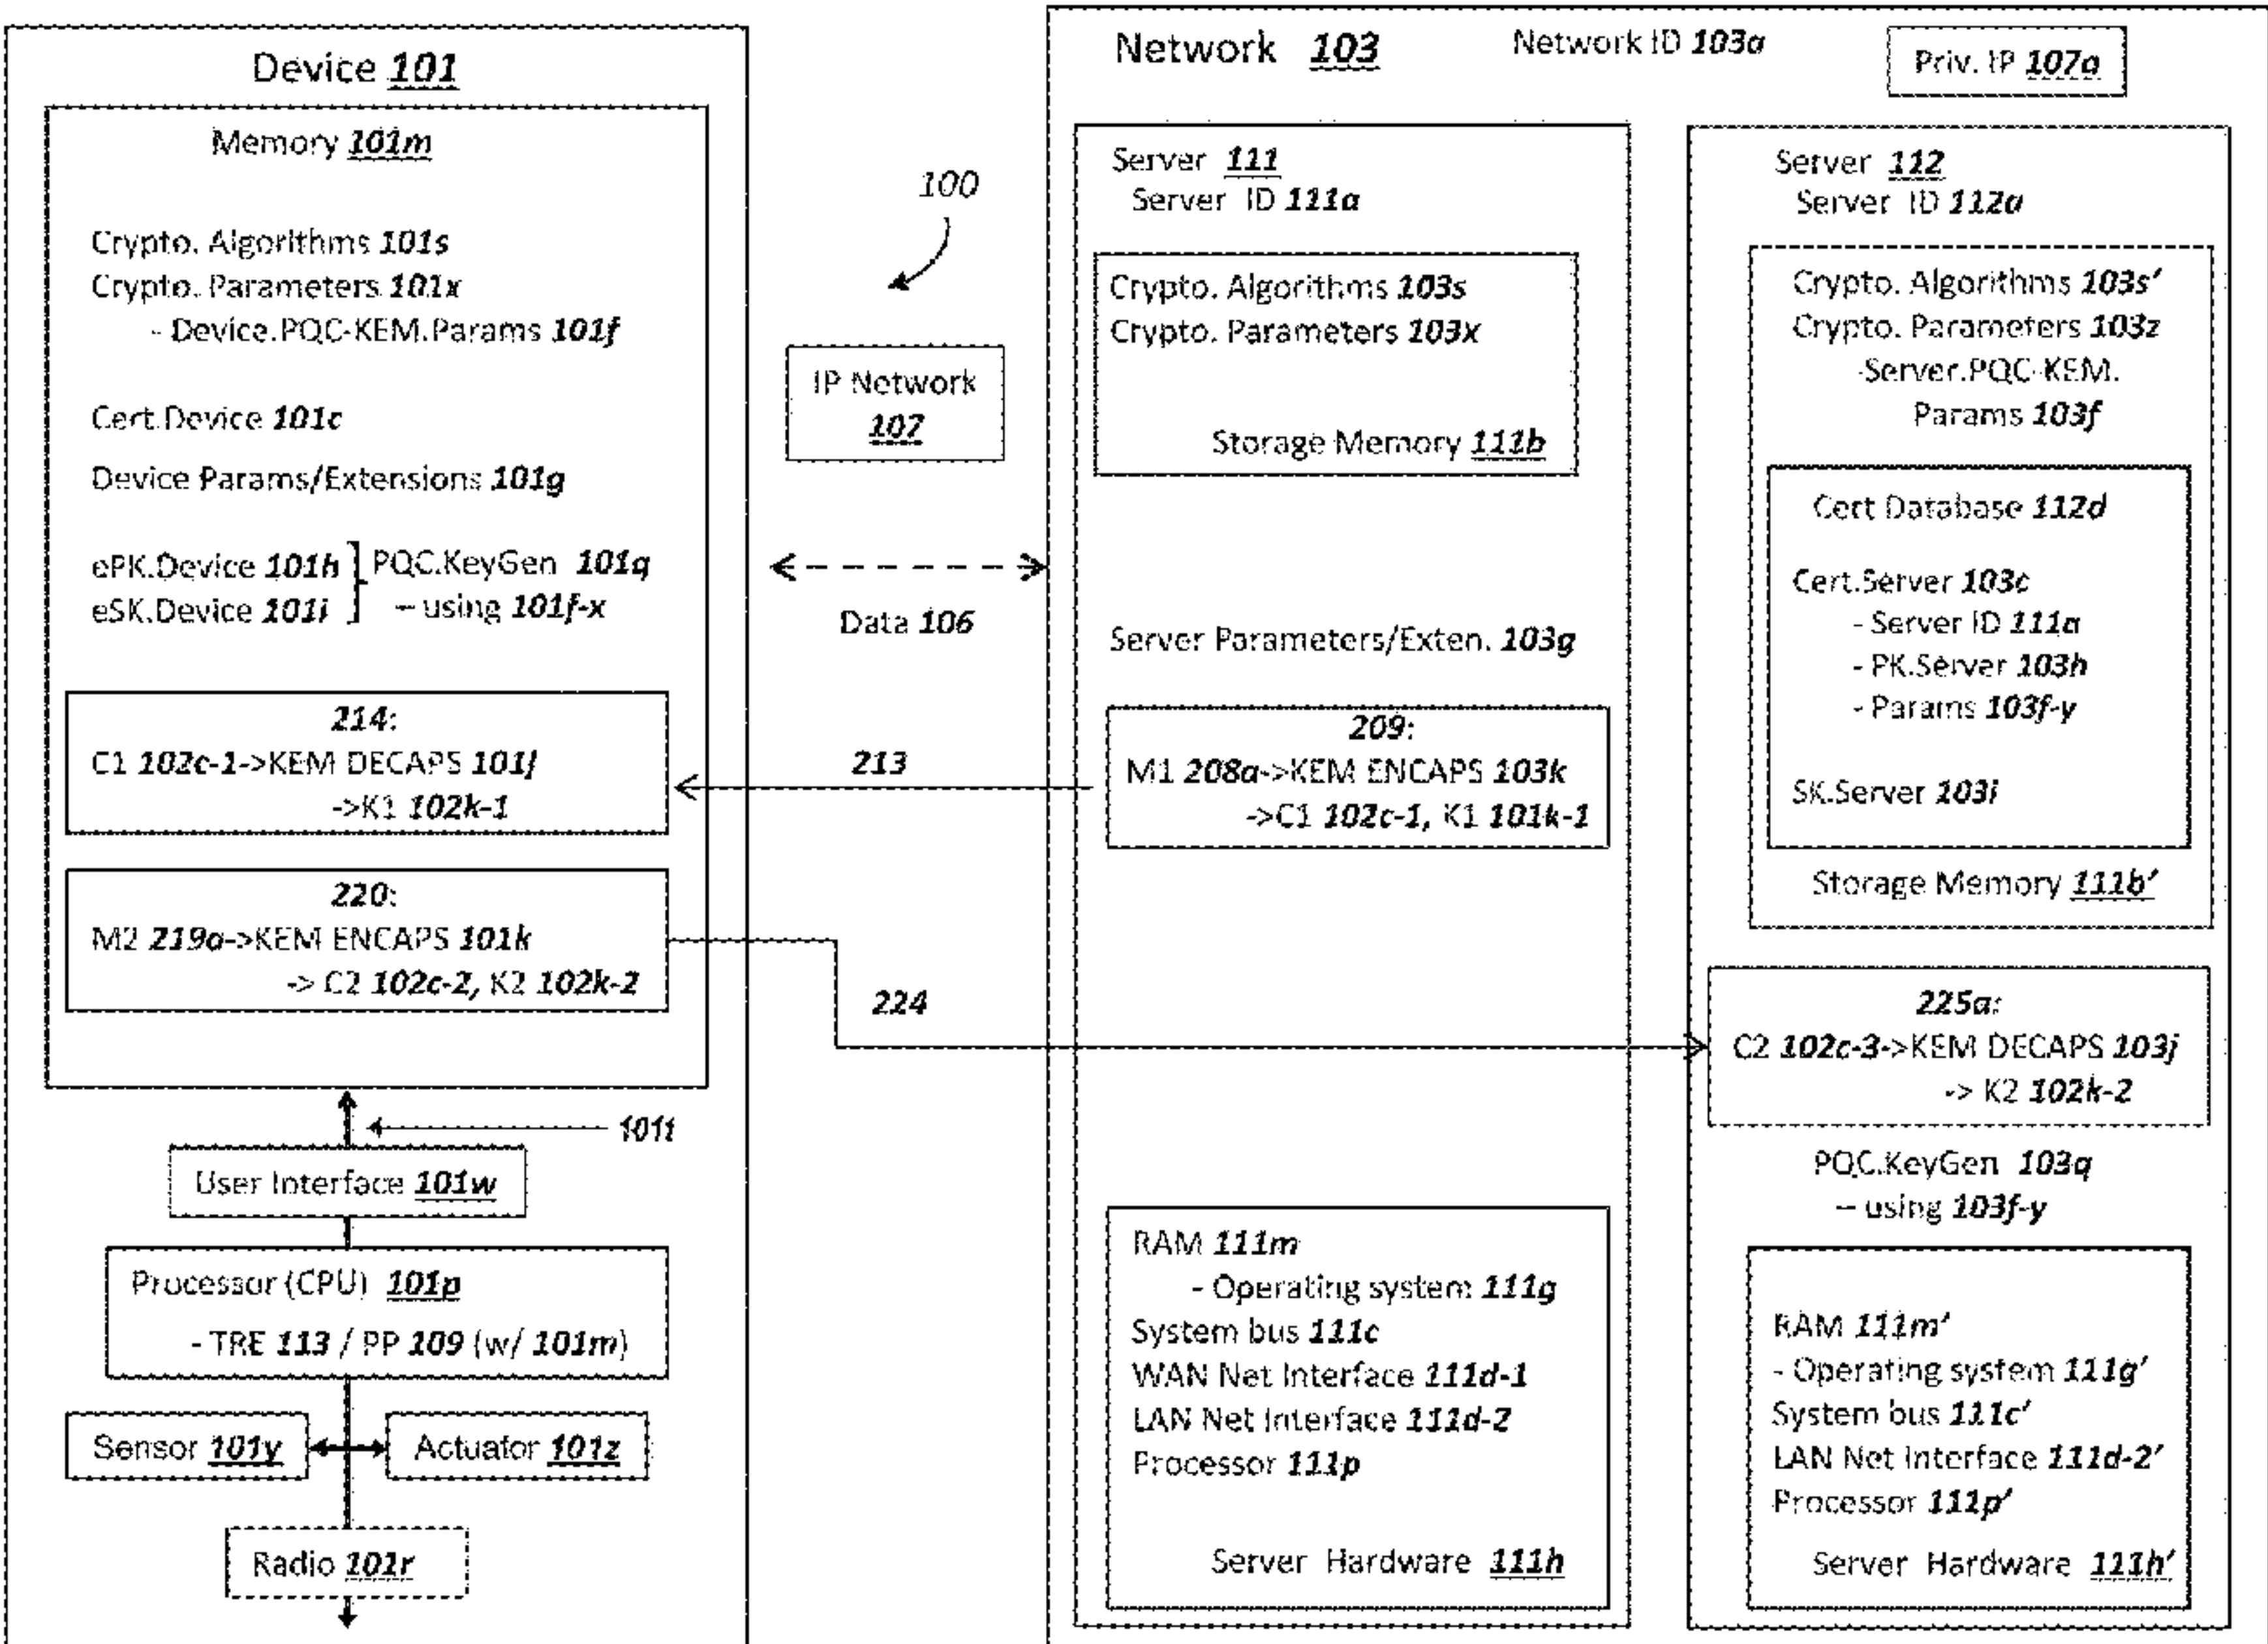 Device 101
Memory 101m
Crypto. Algorithms 101s
Crypto. Parameters 101x
- Device.PQC-KEM.Params 101f
Cert.Device 101c
Device Params/Extensions 101g
ePK.Device 101h
eSK.Device 101i
PQC.KeyGen 101q
– using 101f-x
214:
C1 102c-1->KEM DECAPS 101j
->K1 102k-1
220:
M2 219a->KEM ENCAPS 101k
-> C2 102c-2, K2 102k-2
101t
User Interface 101w
Processor (CPU) 101p
- TRE 113 / PP 109 (w/ 101m)
Sensor 101y
Actuator 101z
Radio 101r
100
IP Network
107
Data 106
213
224
Network 103
Network ID 103a
Priv. IP 107a
Server 111
Server ID 111a
Crypto. Algorithms 103s
Crypto. Parameters 103x
Storage Memory 111b
Server Parameters/Exten. 103g
209:
M1 208a->KEM ENCAPS 103k
->C1 102c-1, K1 101k-1
RAM 111m
- Operating system 111g
System bus 111c
WAN Net Interface 111d-1
LAN Net Interface 111d-2
Processor 111p
Server Hardware 111h
Server 112
Server ID 112a
Crypto. Algorithms 103s'
Crypto. Parameters 103z
-Server.PQC-KEM.
Params 103f
Cert Database 112d
Cert.Server 103c
- Server ID 111a
- PK.Server 103h
- Params 103f-y
SK.Server 103i
Storage Memory 111b'
225a:
C2 102c-3->KEM DECAPS 103j
-> K2 102k-2
PQC.KeyGen 103q
– using 103f-y
RAM 111m'
- Operating system 111g'
System bus 111c'
LAN Net Interface 111d-2'
Processor 111p'
Server Hardware 111h'